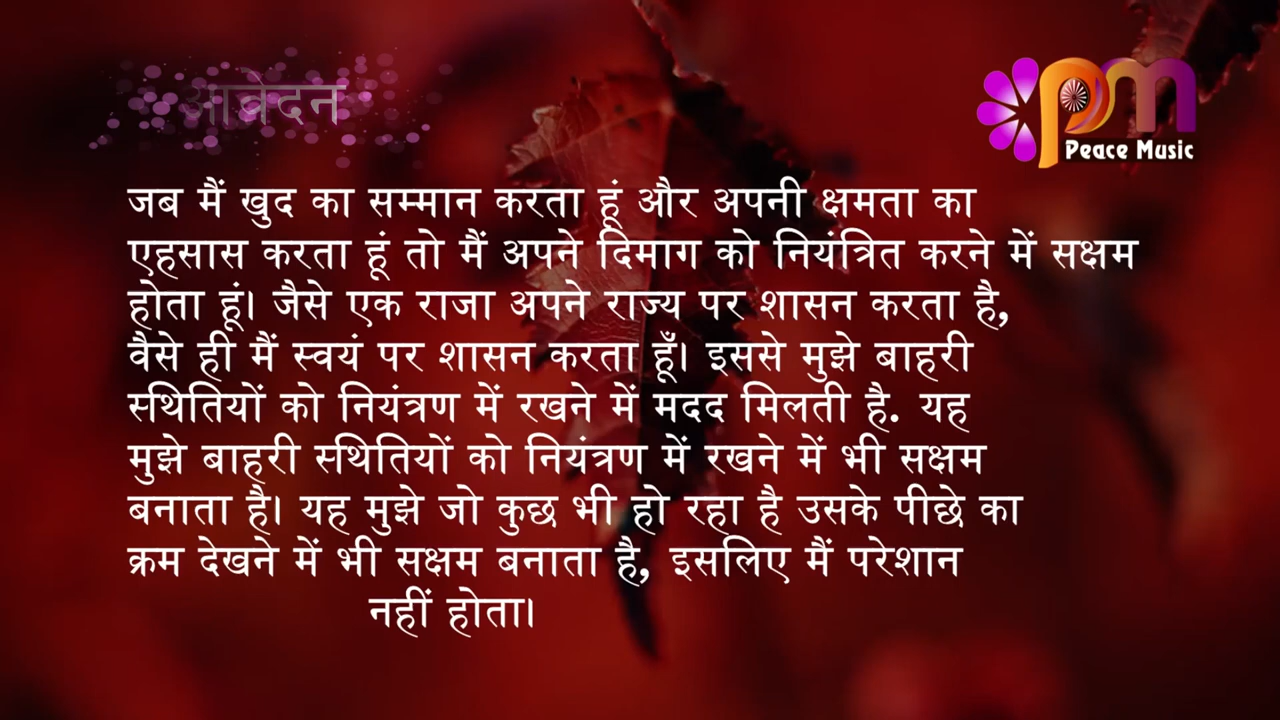 आवेदन
pm
Peace Music
जब मैं खुद का सम्मान करता हूं और अपनी क्षमता का
एहसास करता हूं तो मैं अपने दिमाग को नियंत्रित करने में सक्षम
होता हूं। जैसे एक राजा अपने राज्य पर शासन करता है,
वैसे ही मैं स्वयं पर शासन करता हूँ। इससे मुझे बाहरी
स्थितियों को नियंत्रण में रखने में मदद मिलती है. यह
मुझे बाहरी स्थितियों को नियंत्रण में रखने में भी सक्षम
बनाता है। यह मुझे जो कुछ भी हो रहा है उसके पीछे का
क्रम देखने में भी सक्षम बनाता है, इसलिए मैं परेशान
नहीं होता।